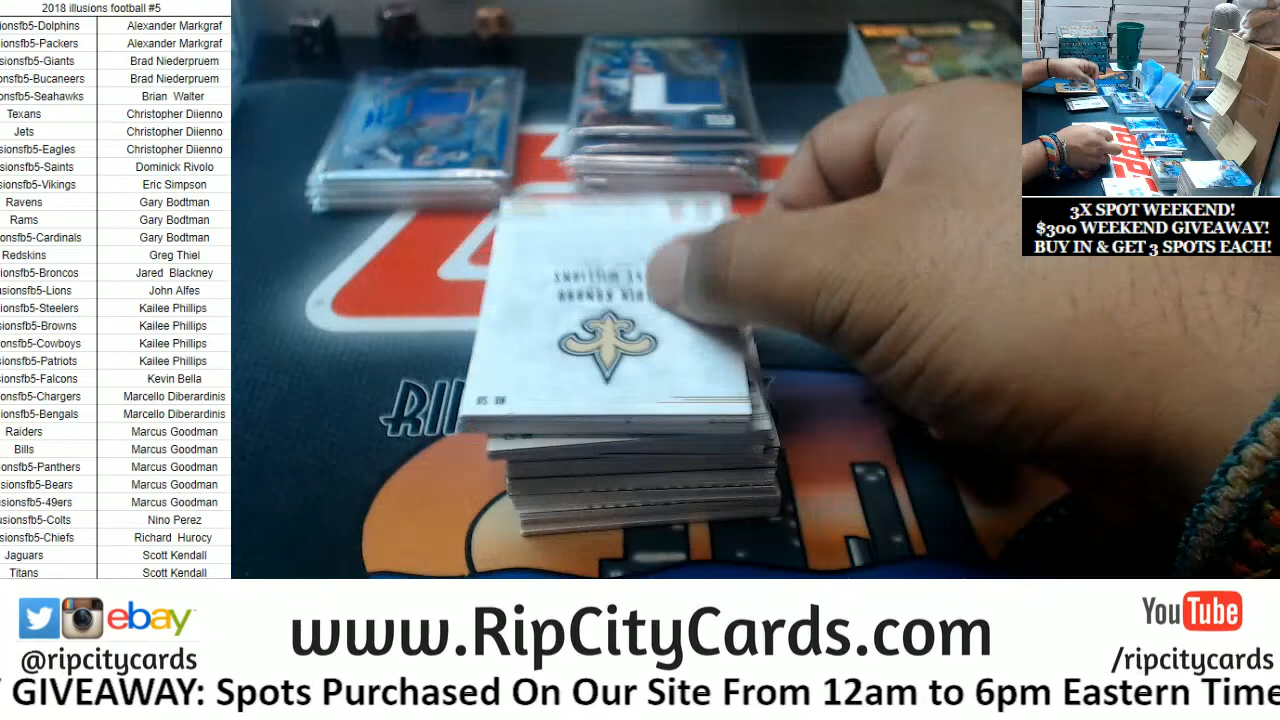 2018 illusions football #5
ionsfb5-Dolphins Alexander Markgraf
ionsfb5-Packers Alexander Markgraf
sionsfb5-Giants Brad Niederpruem
onsfb5-Bucaneers Brad Niederpruem
onsfb5-Seahawks Brian Walter
Texans Christopher Diienno
Jets Christopher Diienno
sionsfb5-Eagles Christopher Diienno
sionsfb5-Saints Dominick Rivolo
sionsfb5-Vikings Eric Simpson
Ravens Gary Bodtman
Rams Gary Bodtman
onsfb5-Cardinals Gary Bodtman
Redskins Greg Thiel
ionsfb5-Broncos Jared Blackney
usionsfb5-Lions John Alfes
ionsfb5-Steelers Kailee Phillips
sionsfb5-Browns Kailee Phillips
onsfb5-Cowboys Kailee Phillips
sionsfb5-Patriots Kailee Phillips
sionsfb5-Falcons Kevin Bella
onsfb5-Chargers Marcello Diberardinis
ionsfb5-Bengals Marcello Diberardinis
Raiders Marcus Goodman
Bills Marcus Goodman
onsfb5-Panthers Marcus Goodman
sionsfb5-Bears Marcus Goodman
sionsfb5-49ers Marcus Goodman
usionsfb5-Colts Nino Perez
sionsfb5-Chiefs Richard Hurocy
Jaguars Scott Kendall
Titans Scott Kendall
3X SPOT WEEKEND!
$300 WEEKEND GIVEAWAY!
BUY IN & GET 3 SPOTS EACH!
RI
ebay
@ripcitycards
www.RipCityCards.com
YouTube
/ripcitycards
GIVEAWAY: Spots Purchased On Our Site From 12am to 6pm Eastern Time